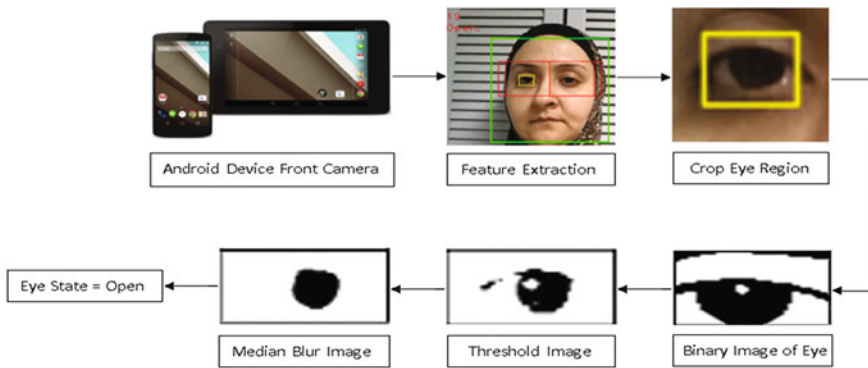 Open
Android Device Front Camera
Feature Extraction
Crop Eye Region
Eye State = Open
Median Blur Image
Threshold Image
Binary Image of Eye